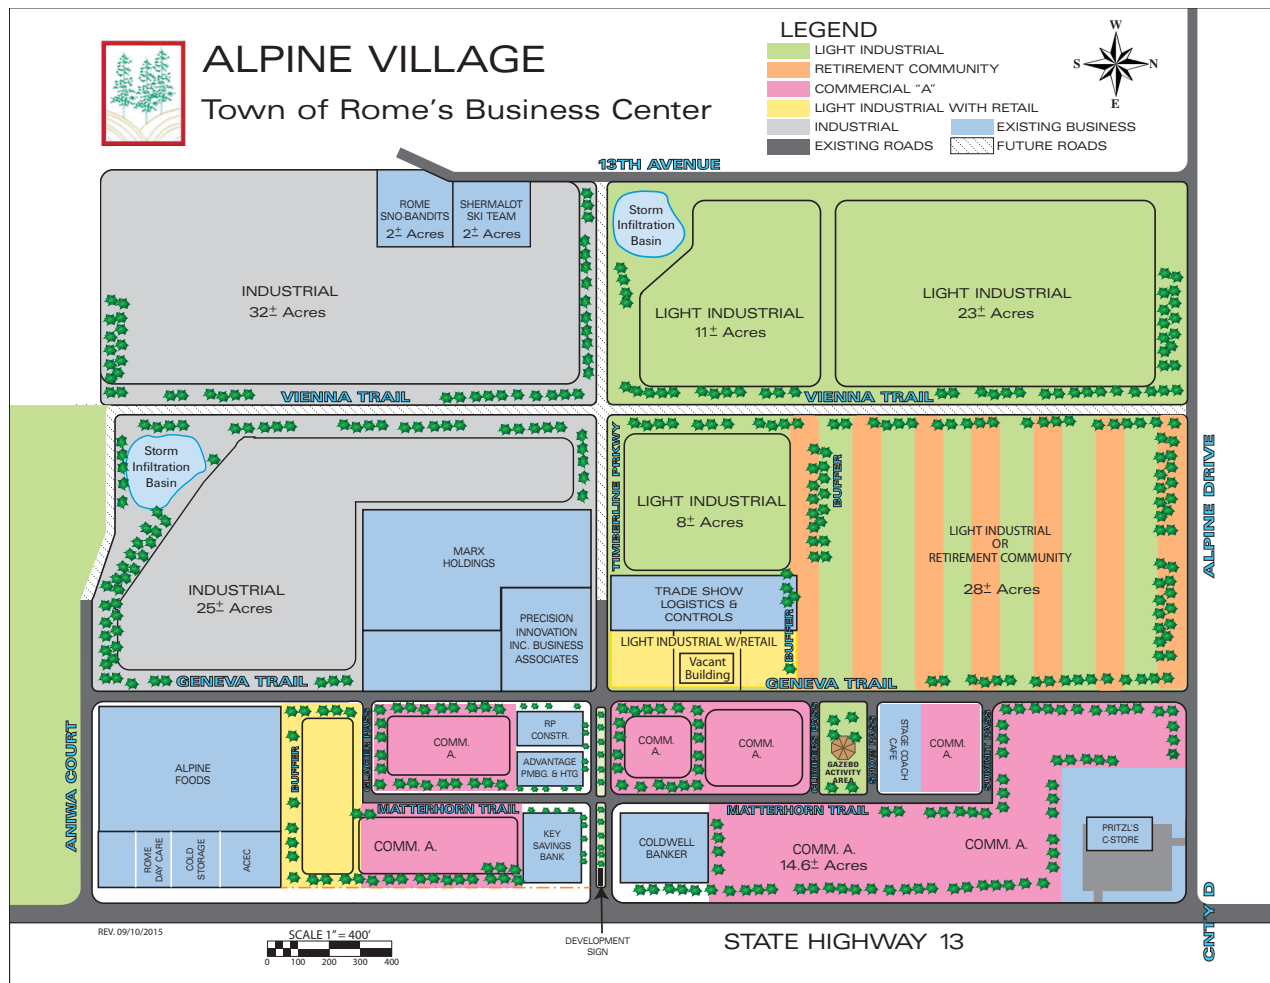 ALPINE VILLAGE
Town of Rome's Business Center
LEGEND
LIGHT INDUSTRIAL
RETIREMENT COMMUNITY
COMMERCIAL "A"
LIGHT INDUSTRIAL WITH RETAIL
INDUSTRIAL
EXISTING BUSINESS
EXISTING ROADS
FUTURE ROADS
W
S
N
E
13TH AVENUE
ROME
SNO-BANDITS
2± Acres
SHERMALOT
SKI TEAM
2± Acres
Storm
Infiltration
Basin
INDUSTRIAL
32± Acres
LIGHT INDUSTRIAL
11± Acres
LIGHT INDUSTRIAL
23± Acres
VIENNA TRAIL
VIENNA TRAIL
Storm
Infiltration
Basin
TIMBERLINE PRKWY
LIGHT INDUSTRIAL
8± Acres
BUFFER
ALPINE DRIVE
LIGHT INDUSTRIAL
OR
RETIREMENT COMMUNITY
28± Acres
MARX
HOLDINGS
INDUSTRIAL
25± Acres
PRECISION
INNOVATION
INC. BUSINESS
ASSOCIATES
TRADE SHOW
LOGISTICS &
CONTROLS
LIGHT INDUSTRIAL W/RETAIL
Vacant
Building
BUFFER
GENEVA TRAIL
GENEVA TRAIL
ANIWA COURT
ALPINE
FOODS
BUFFER
COMM.
A.
RP
CONSTR.
ADVANTAGE
PMBG. & HTG
COMM.
A.
COMM.
A.
GAZEBO
ACTIVITY
AREA
STAGE COACH
CAFE
COMM.
A.
MATTERHORN TRAIL
MATTERHORN TRAIL
ROME
DAY CARE
COLD
STORAGE
ACEC
COMM. A.
KEY
SAVINGS
BANK
COLDWELL
BANKER
COMM. A.
14.6± Acres
COMM. A.
PRITZL'S
C-STORE
CNTY D
REV. 09/10/2015
SCALE 1" = 400'
0 100 200 300 400
DEVELOPMENT
SIGN
STATE HIGHWAY 13